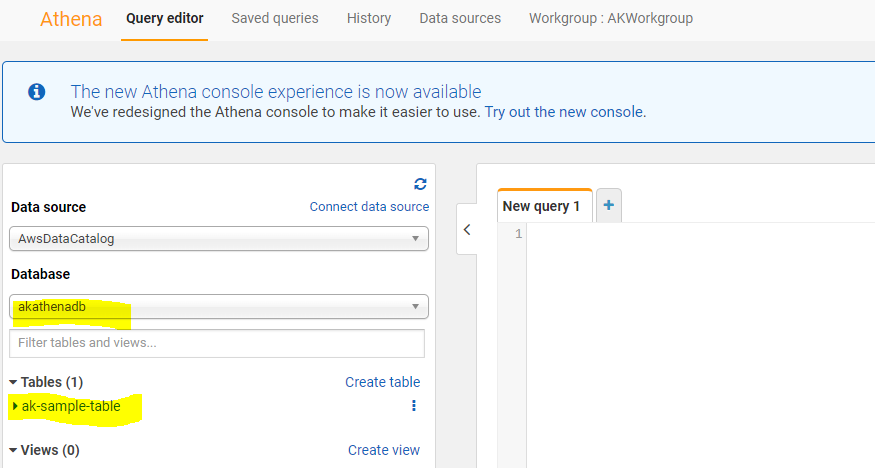 Athena Query editor Saved queries History Data sources Workgroup : AKWorkgroup
The new Athena console experience is now available
We've redesigned the Athena console to make it easier to use. Try out the new console.
Data source Connect data source
AwsDataCatalog
Database
akathenadb
Filter tables and views...
Tables (1) Create table
ak-sample-table
Views (0) Create view
New query 1
1